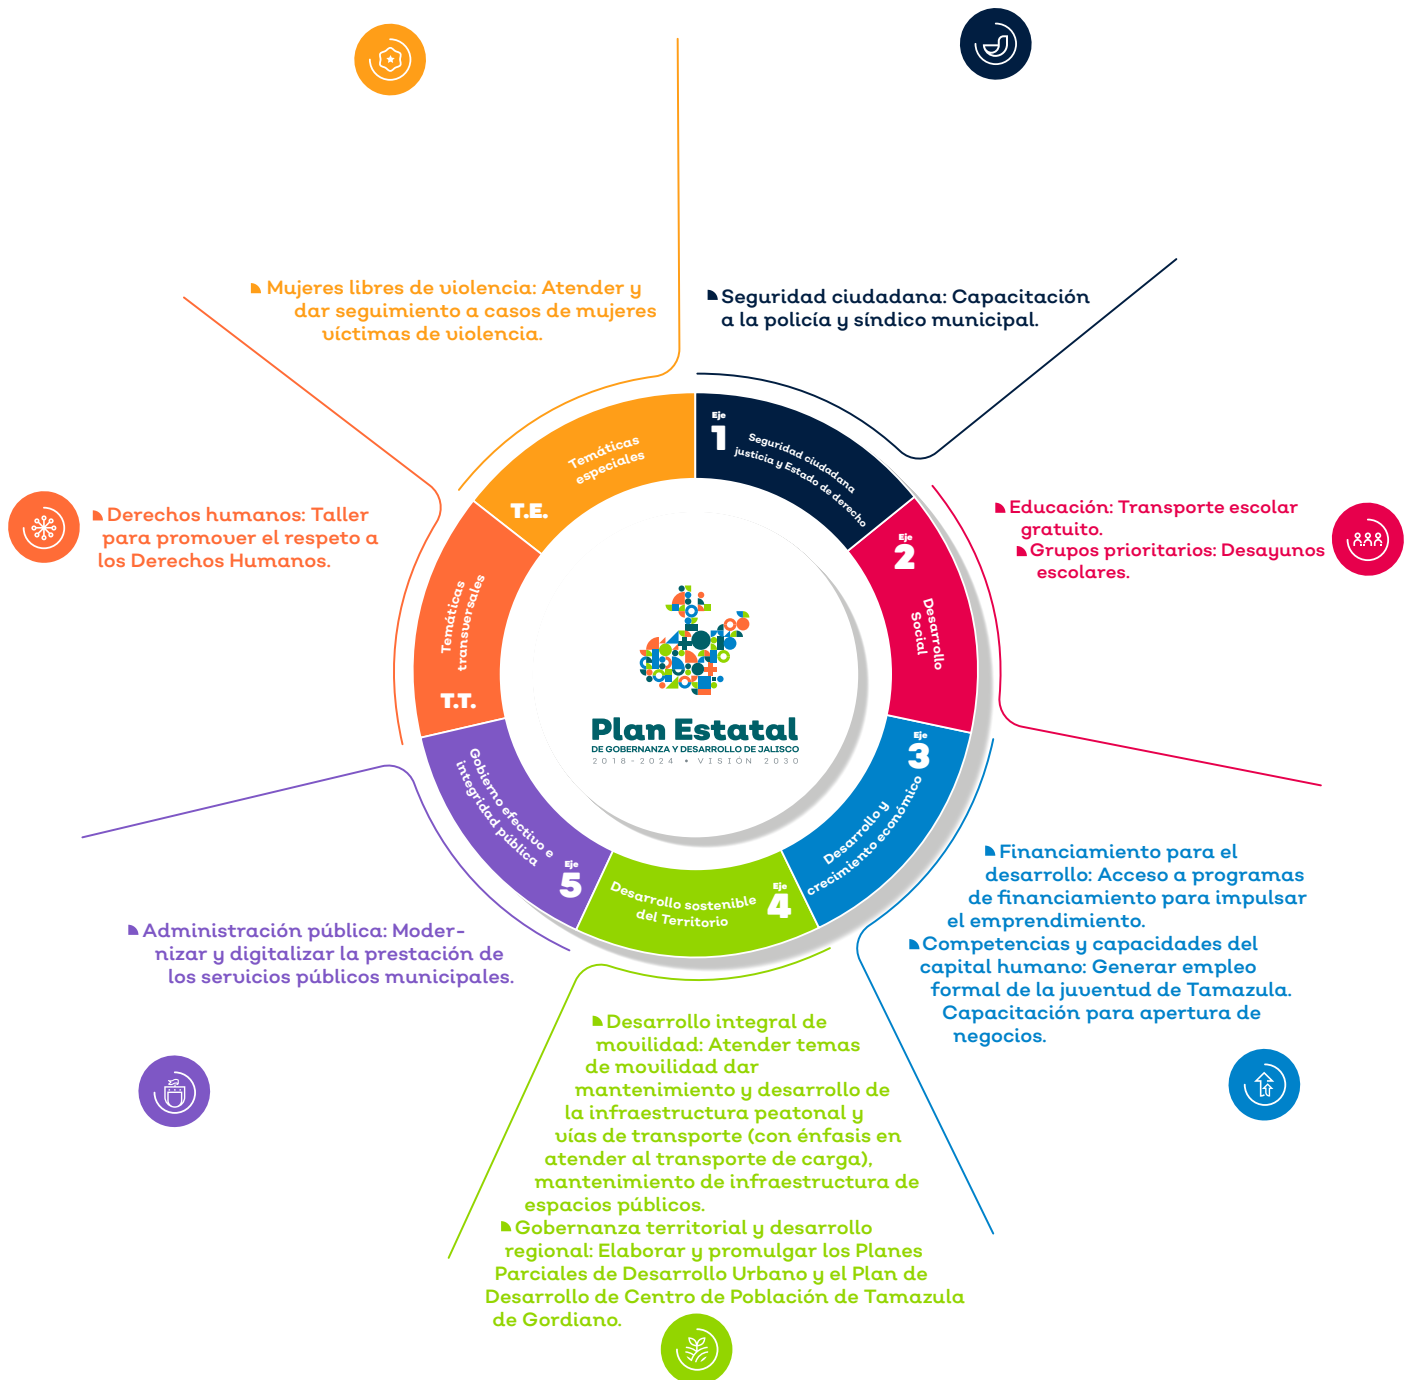 Mujeres libres de violencia: Atender y
dar seguimiento a casos de mujeres
víctimas de violencia.
Seguridad ciudadana: Capacitación
a la policía y síndico municipal.
Eje
1
Seguridad ciudadana
justicia y Estado de derecho
Temáticas
especiales
T.E.
Derechos humanos: Taller
para promover el respeto a
los Derechos Humanos.
Educación: Transporte escolar
gratuito.
Grupos prioritarios: Desayunos
escolares.
Eje
2
Desarrollo
Social
Temáticas
transversales
T.T.
Plan Estatal
DE GOBERNANZA Y DESARROLLO DE JALISCO
2018-2024 • VISIÓN 2030
Eje
3
Desarrollo y
crecimiento económico
Gobierno efectivo e
integridad pública
Eje
5
Desarrollo sostenible
del Territorio
Eje
4
Financiamiento para el
desarrollo: Acceso a programas
de financiamiento para impulsar
el emprendimiento.
Competencias y capacidades del
capital humano: Generar empleo
formal de la juventud de Tamazula.
Capacitación para apertura de
negocios.
Administración pública: Moder-
nizar y digitalizar la prestación de
los servicios públicos municipales.
Desarrollo integral de
movilidad: Atender temas
de movilidad dar
mantenimiento y desarrollo de
la infraestructura peatonal y
vías de transporte (con énfasis en
atender al transporte de carga),
mantenimiento de infraestructura de
espacios públicos.
Gobernanza territorial y desarrollo
regional: Elaborar y promulgar los Planes
Parciales de Desarrollo Urbano y el Plan de
Desarrollo de Centro de Población de Tamazula
de Gordiano.